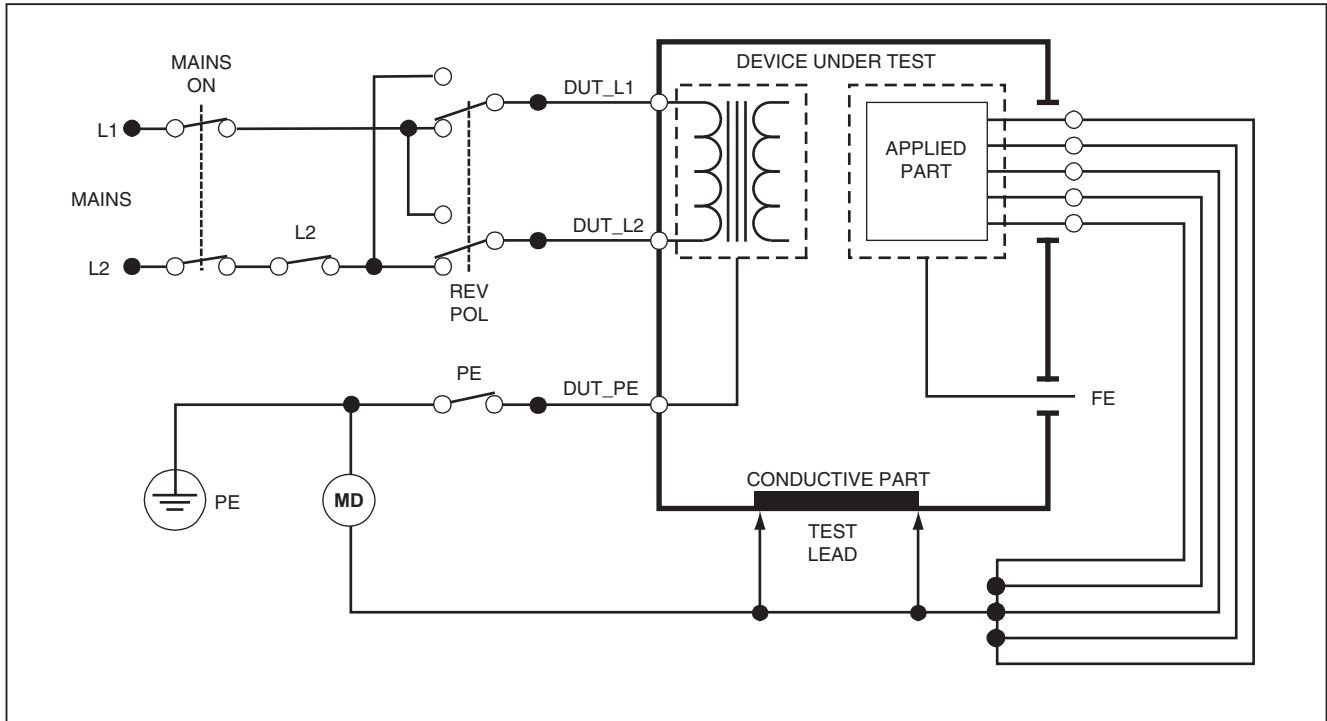 MAINS
ON
DEVICE UNDER TEST
DUT_L1
L1
APPLIED
PART
MAINS
L2
DUT_L2
L2
REV
POL
PE
DUT_PE
FE
CONDUCTIVE PART
PE
MD
TEST
LEAD